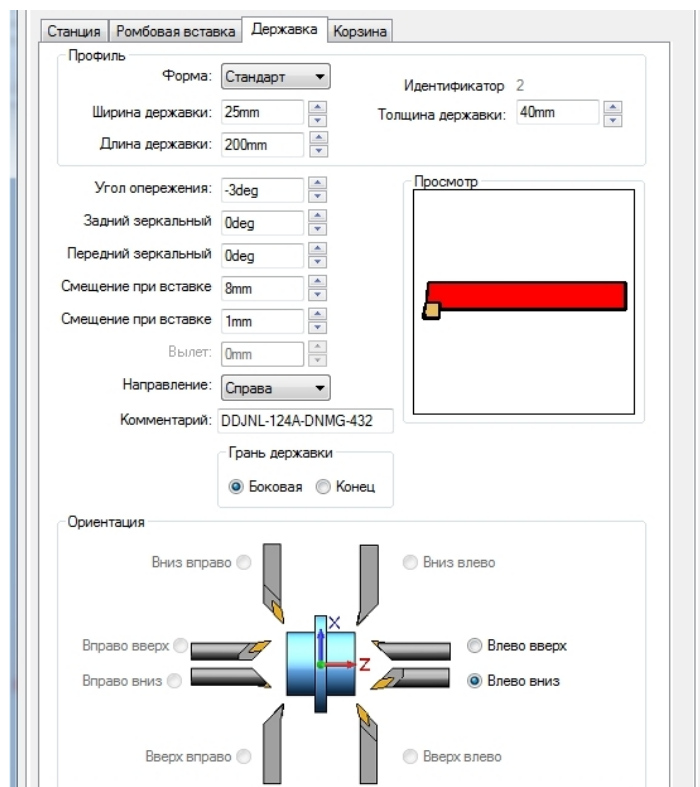 Станция Ромбовая вставка Державка Корзина
Профиль
Форма: Стандарт
Идентификатор 2
Ширина державки: 25mm
Толщина державки: 40mm
Длина державки: 200mm
Угол опережения: -3deg
Просмотр
Задний зеркальный 0deg
Передний зеркальный 0deg
Смещение при вставке 8mm
Смещение при вставке 1mm
Вылет: 0mm
Направление: Справа
Комментарий: DDJNL-124A-DNMG-432
Грань державки
Боковая Конец
Ориентация
Вниз вправо Вниз влево
X
Вправо вверх Влево вверх
Z
Вправо вниз Влево вниз
Вверх вправо Вверх влево